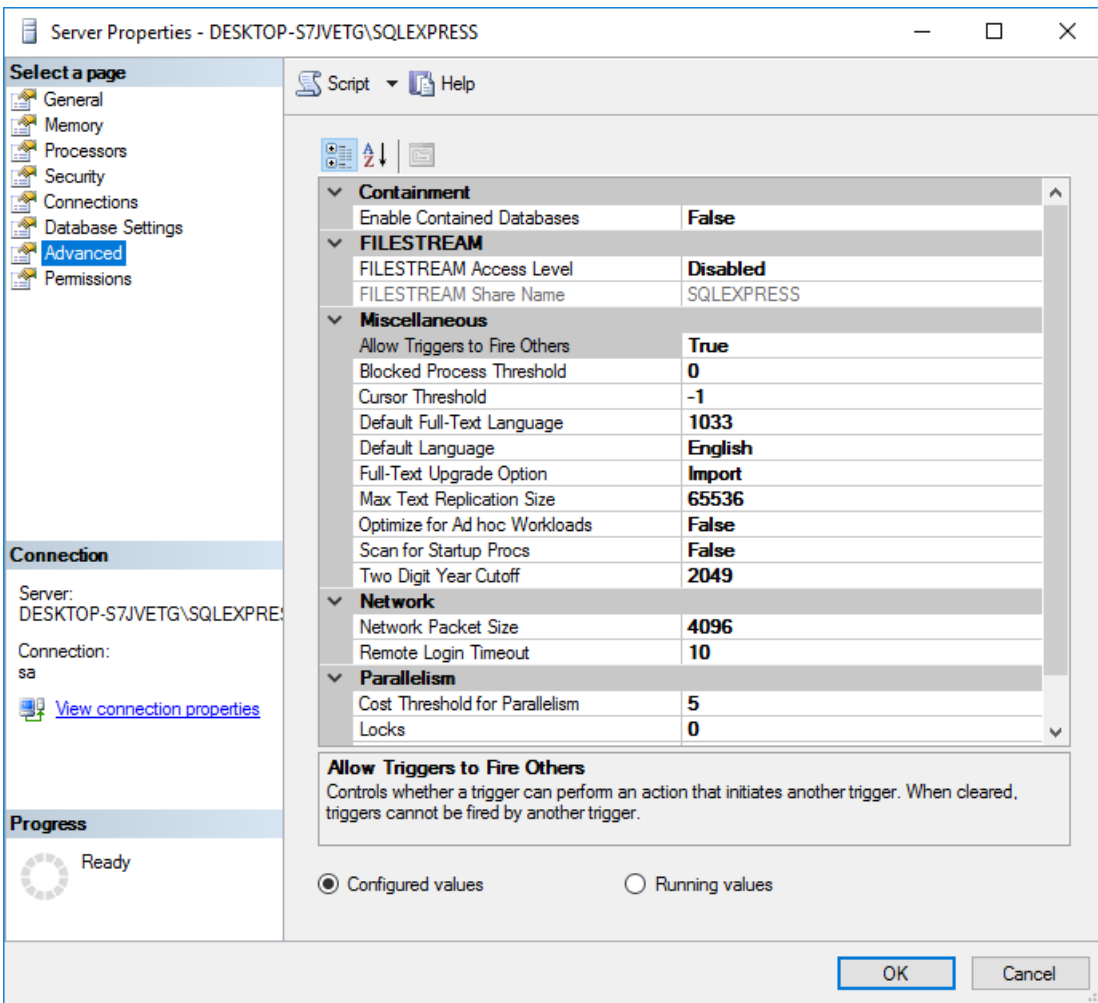 Server Properties - DESKTOP-S7JVETG\SQLEXPRESS
Select a page
General
Memory
Processors
Security
Connections
Database Settings
Advanced
Permissions
Connection
Server:
DESKTOP-S7JVETG\SQLEXPRES
Connection:
sa
View connection properties
Progress
Ready
Script Help
Containment
Enable Contained Databases False
FILESTREAM
FILESTREAM Access Level Disabled
FILESTREAM Share Name SQLEXPRESS
Miscellaneous
Allow Triggers to Fire Others True
Blocked Process Threshold 0
Cursor Threshold -1
Default Full-Text Language 1033
Default Language English
Full-Text Upgrade Option Import
Max Text Replication Size 65536
Optimize for Ad hoc Workloads False
Scan for Startup Procs False
Two Digit Year Cutoff 2049
Network
Network Packet Size 4096
Remote Login Timeout 10
Parallelism
Cost Threshold for Parallelism 5
Locks 0
Allow Triggers to Fire Others
Controls whether a trigger can perform an action that initiates another trigger. When cleared,
triggers cannot be fired by another trigger.
Configured values Running values
OK Cancel